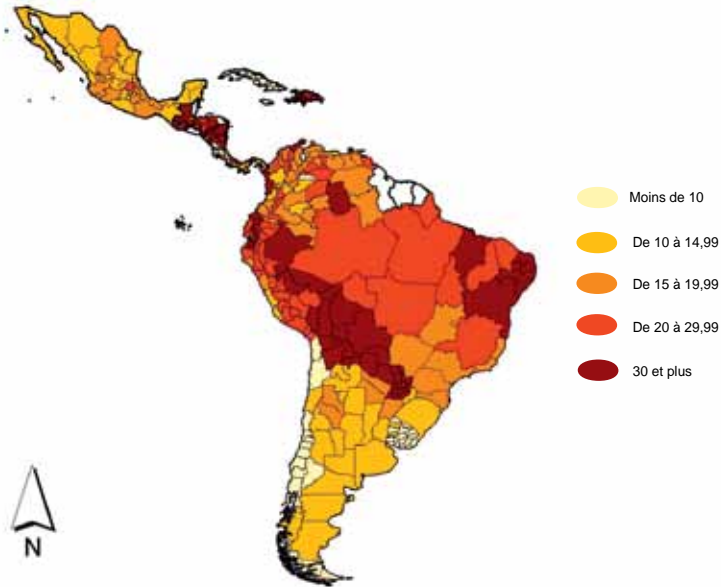 Moins de 10
De 10 à 14,99
De 15 à 19,99
De 20 à 29,99
30 et plus
N